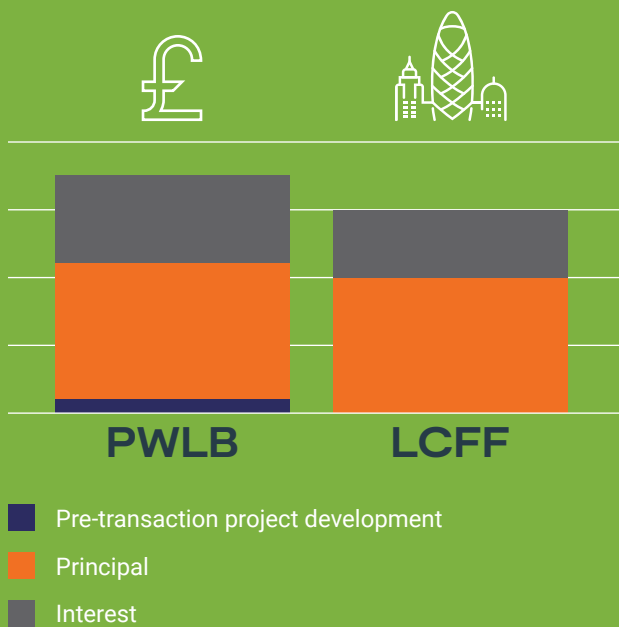 £
PWLB LCFF
Pre-transaction project development
Principal
Interest